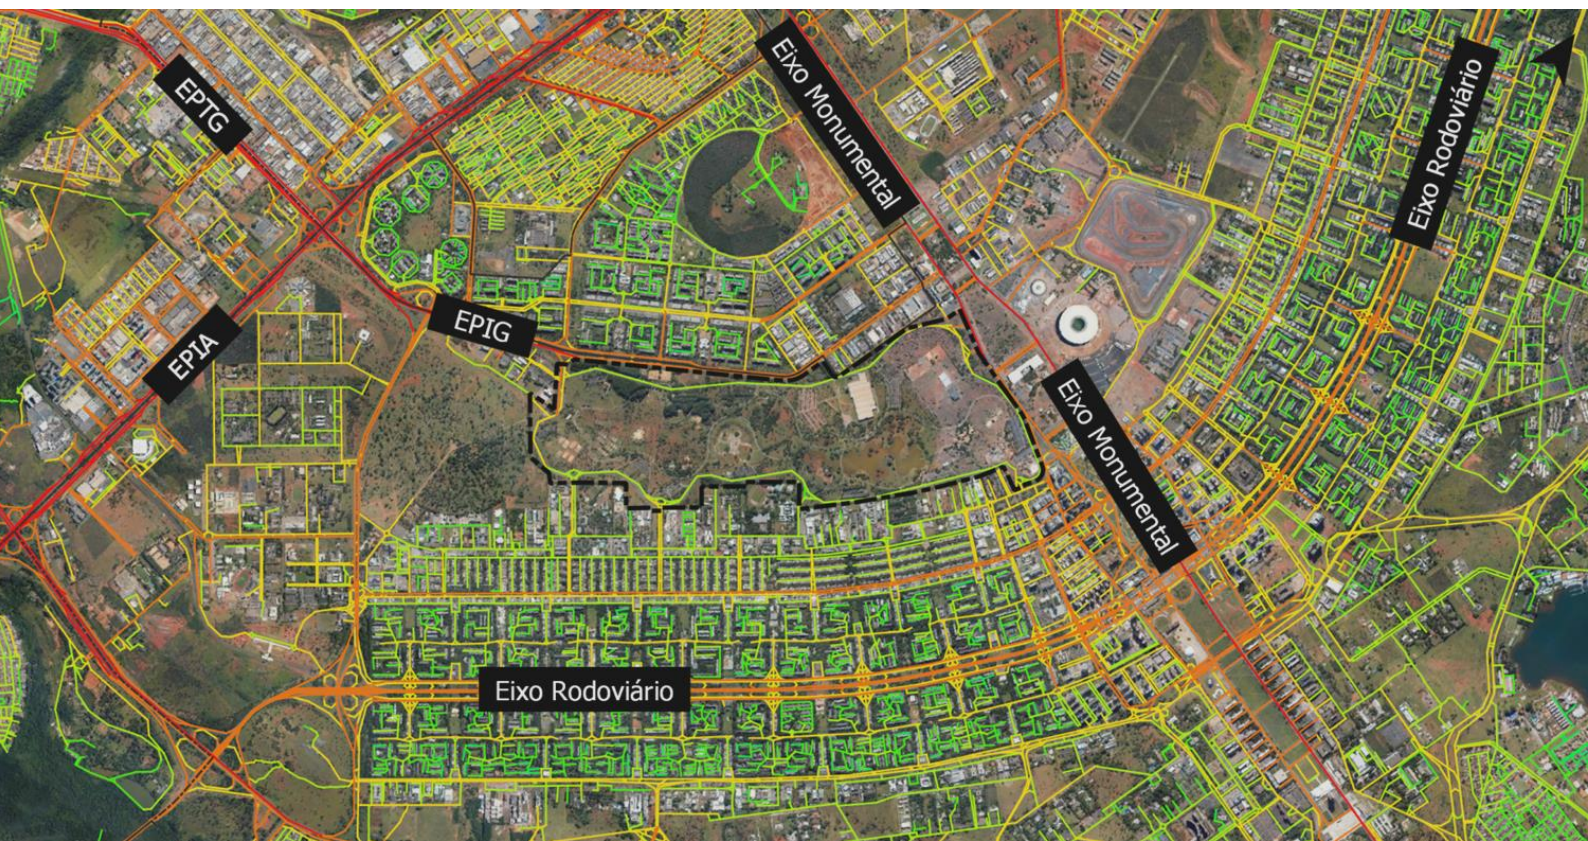 EPTG
Eixo Monumental
Eixo Rodoviário
EPIG
EPIA
Eixo Monumental
Eixo Rodoviário